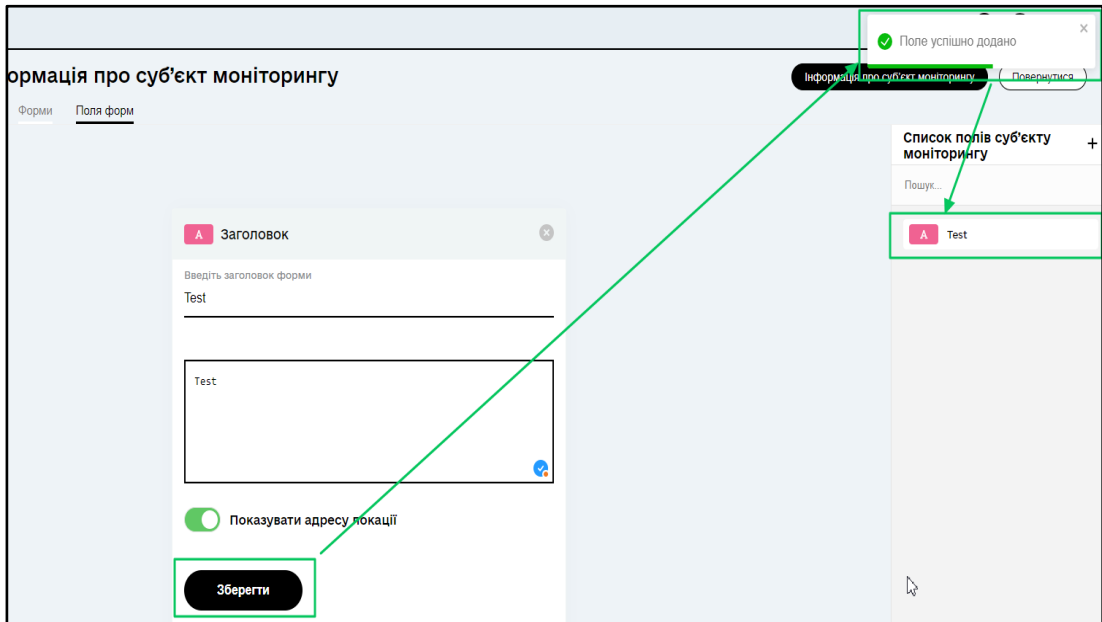 Поле успішно додано
ормація про суб’єкт моніторингу
Інформація про суб’єкт моніторингу
Повернутися
Форми
Поля форм
Список полів суб’єкту
моніторингу
+
Пошук...
A Test
A Заголовок
Введіть заголовок форми
Test
Test
Показувати адресу локації
Зберегти